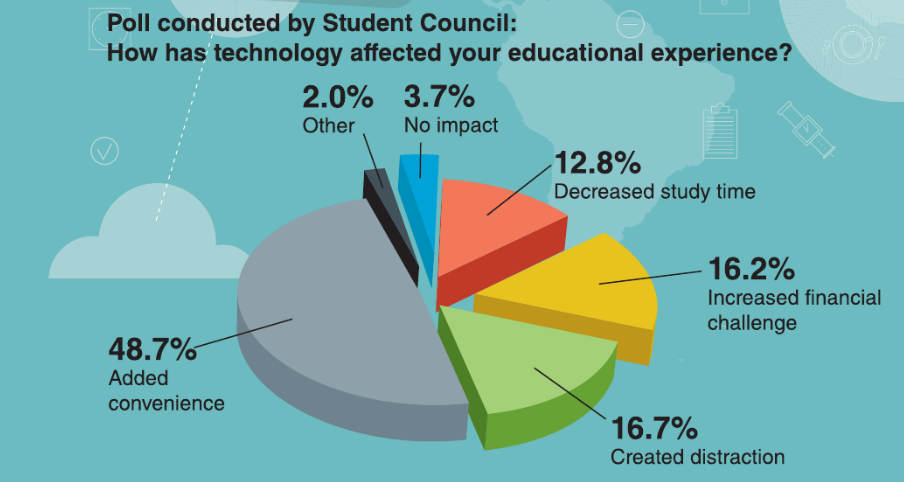 Poll conducted by Student Council:
How has technology affected your educational experience?
2.0%
Other
3.7%
No impact
12.8%
Decreased study time
16.2%
Increased financial
challenge
48.7%
Added
convenience
16.7%
Created distraction